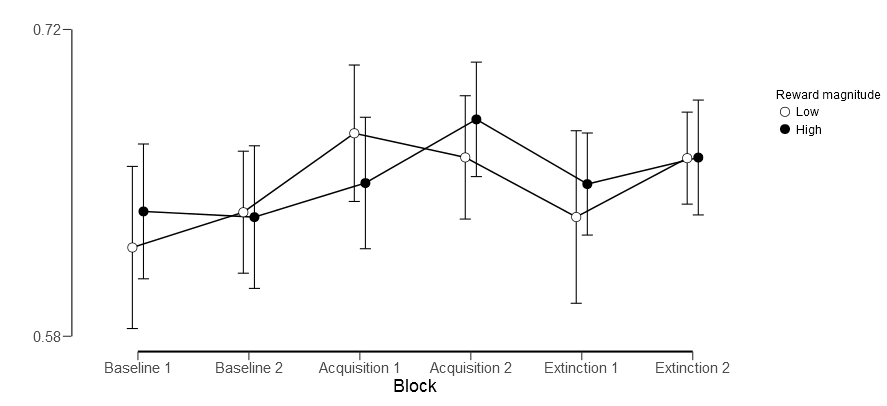 0.72
Reward magnitude
Low
High
0.58
Baseline 1 Baseline 2 Acquisition 1 Acquisition 2 Extinction 1 Extinction 2
Block